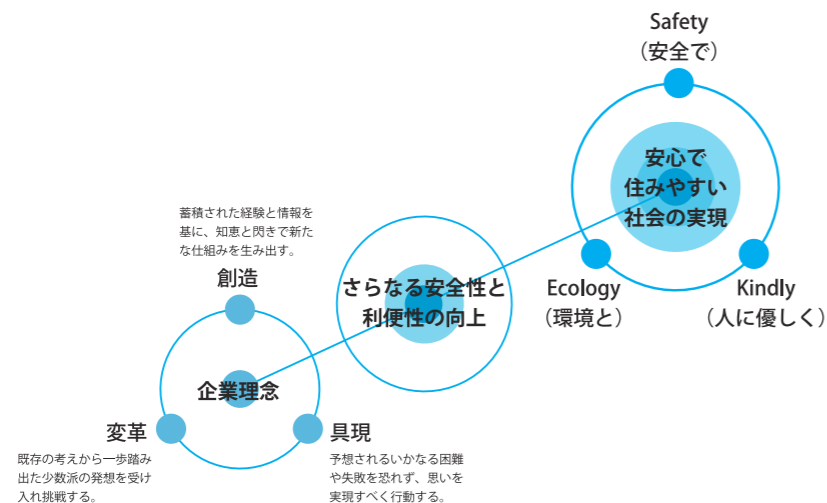 Safety
（安全で）
安心で
住みやすい
社会の実現
Ecology
（環境と）
Kindly
（人に優しく）
さらなる安全性と
利便性の向上
蓄積された経験と情報を
基に、知恵と閃きで新た
な仕組みを生み出す。
創造
企業理念
変革
既存の考えから一歩踏み
出た少数派の発想を受け
入れ挑戦する。
具現
予想されるいかなる困難
や失敗を恐れず、思いを
実現すべく行動する。